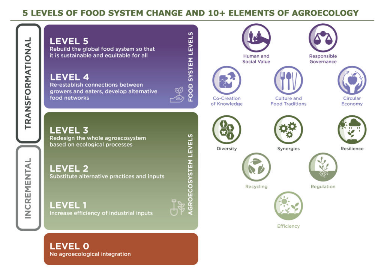 5 LEVELS OF FOOD SYSTEM CHANGE AND 10+ ELEMENTS OF AGROECOLOGY
TRANSFORMATIONAL
INCREMENTAL
LEVEL 5
Rebuild the global food system so that
it is sustainable and equitable for all
LEVEL 4
Re-establish connections between
growers and eaters, develop alternative
food networks
FOOD SYSTEM LEVELS
LEVEL 3
Redesign the whole agroecosystem
based on ecological processes
LEVEL 2
Substitute alternative practices and inputs
LEVEL 1
Increase efficiency of industrial inputs
AGROECOSYSTEM LEVELS
LEVEL 0
No agroecological integration
Human and
Social Value
Responsible
Governance
Co-Creation
of Knowledge
Culture and
Food Traditions
Circular
Economy
Diversity
Synergies
Resilience
Recycling
Regulation
Efficiency